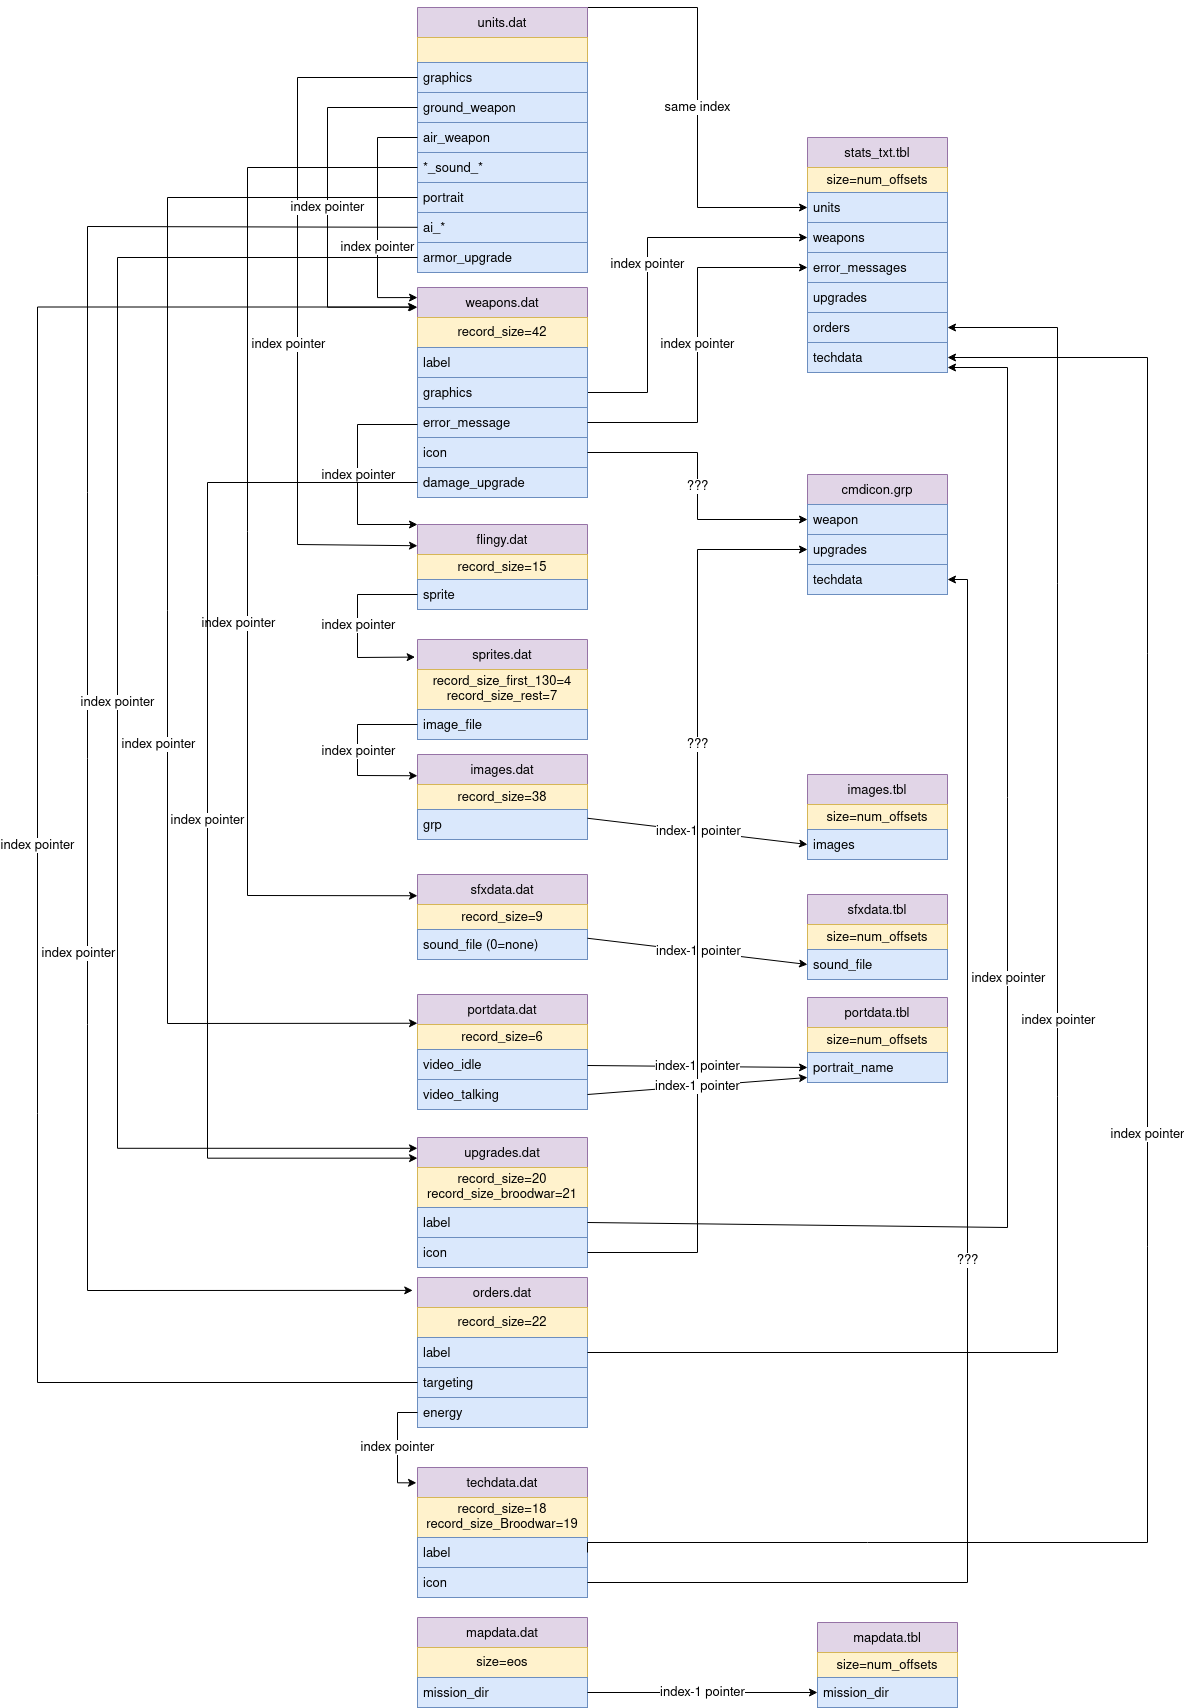 units.dat
graphics
ground_weapon
air_weapon
*_sound_*
portrait
ai_*
armor_upgrade
same index
stats_txt.tbl
size=num_offsets
units
weapons
error_messages
upgrades
orders
techdata
index pointer
index pointer
index pointer
index pointer
index pointer
weapons.dat
record_size=42
label
graphics
error_message
icon
damage_upgrade
index pointer
???
cmdicon.grp
weapon
upgrades
techdata
flingy.dat
record_size=15
sprite
index pointer
index pointer
sprites.dat
record_size_first_130=4
record_size_rest=7
image_file
index pointer
index pointer
index pointer
???
images.dat
record_size=38
grp
index-1 pointer
images.tbl
size=num_offsets
images
index pointer
index pointer
sfxdata.dat
record_size=9
sound_file (0=none)
index-1 pointer
sfxdata.tbl
size=num_offsets
sound_file
index pointer
index pointer
index pointer
portdata.dat
record_size=6
video_idle
video_talking
index-1 pointer
index-1 pointer
portdata.tbl
size=num_offsets
portrait_name
index pointer
upgrades.dat
record_size=20
record_size_broodwar=21
label
icon
???
orders.dat
record_size=22
label
targeting
energy
index pointer
techdata.dat
record_size=18
record_size_Broodwar=19
label
icon
mapdata.dat
size=eos
mission_dir
index-1 pointer
mapdata.tbl
size=num_offsets
mission_dir